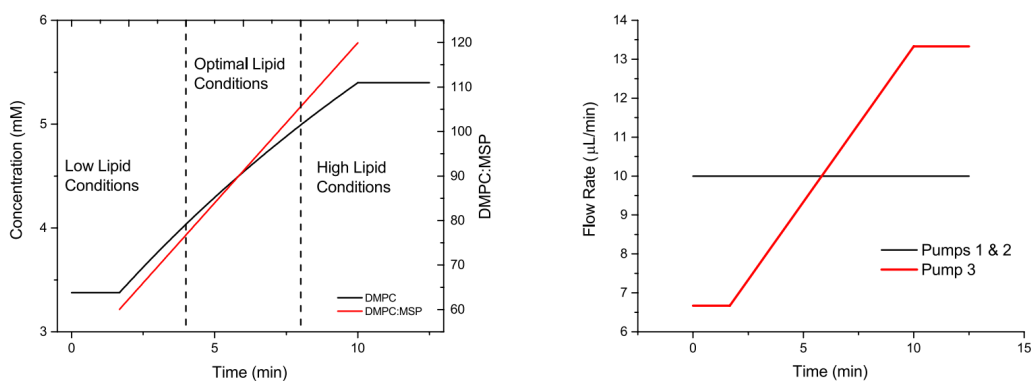 6
5
4
3
Concentration (mM)
Low Lipid
Conditions
Optimal Lipid
Conditions
High Lipid
Conditions
DMPC
DMPC:MSP
120
110
100
90
80
70
60
DMPC:MSP
0
5
10
Time (min)
14
13
12
11
10
9
8
7
6
Flow Rate (μL/min)
Pumps 1 & 2
Pump 3
0
5
10
15
Time (min)